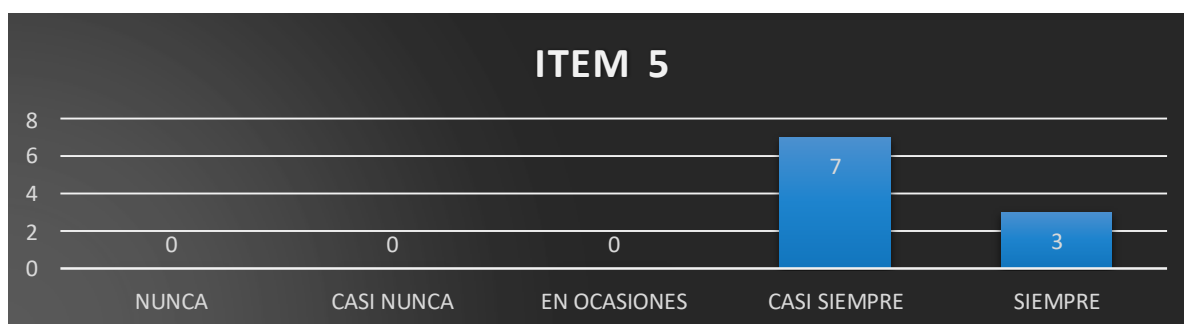 ITEM 5
8
6
4
2
0
0 0 0 7 3
NUNCA CASI NUNCA EN OCASIONES CASI SIEMPRE SIEMPRE